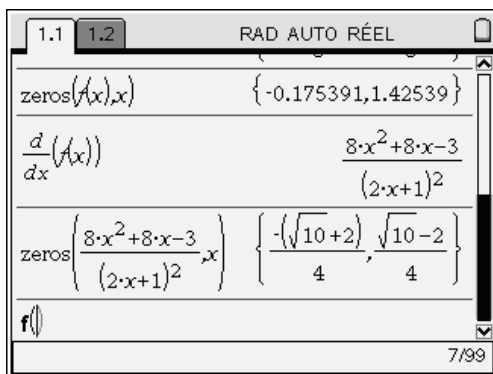 1.1 1.2 RAD AUTO RÉEL
zeros(f(x),x) {-0.175391,1.42539}
d/dx(f(x)) (8·x²+8·x-3)/(2·x+1)²
zeros((8·x²+8·x-3)/(2·x+1)²,x) {-(√10+2)/4,(√10-2)/4}
f()
7/99